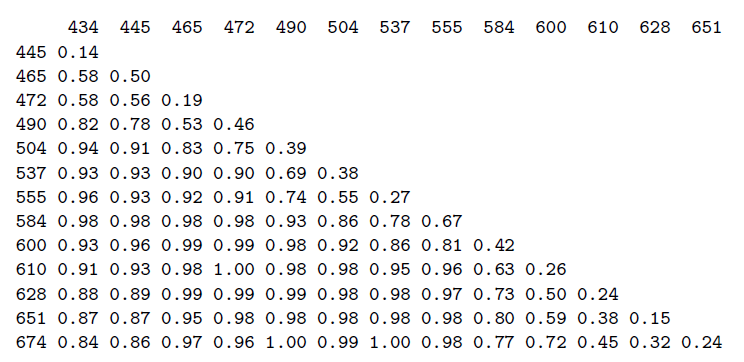 434 445 465 472 490 504 537 555 584 600 610 628 651
445 0.14
465 0.58 0.50
472 0.58 0.56 0.19
490 0.82 0.78 0.53 0.46
504 0.94 0.91 0.83 0.75 0.39
537 0.93 0.93 0.90 0.90 0.69 0.38
555 0.96 0.93 0.92 0.91 0.74 0.55 0.27
584 0.98 0.98 0.98 0.98 0.93 0.86 0.78 0.67
600 0.93 0.96 0.99 0.99 0.98 0.92 0.86 0.81 0.42
610 0.91 0.93 0.98 1.00 0.98 0.98 0.95 0.96 0.63 0.26
628 0.88 0.89 0.99 0.99 0.99 0.98 0.98 0.97 0.73 0.50 0.24
651 0.87 0.87 0.95 0.98 0.98 0.98 0.98 0.98 0.80 0.59 0.38 0.15
674 0.84 0.86 0.97 0.96 1.00 0.99 1.00 0.98 0.77 0.72 0.45 0.32 0.24